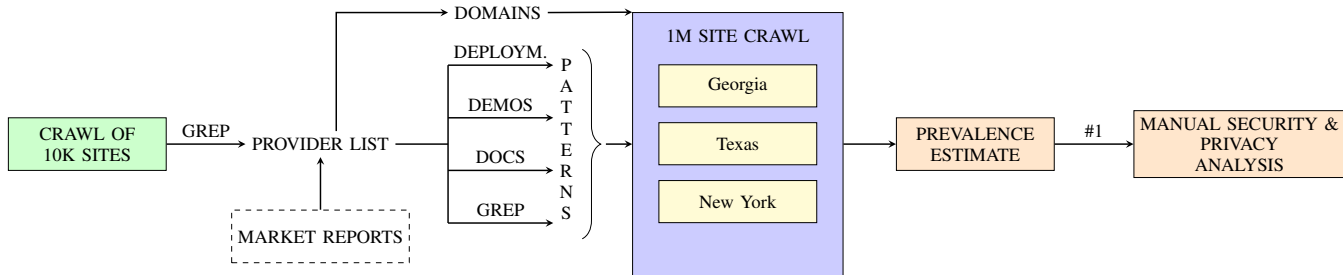 DOMAINS
1M SITE CRAWL
DEPLOYM.
DEMOS
DOCS
GREP
PATTERNS
Georgia
Texas
New York
CRAWL OF
10K SITES
GREP
PROVIDER LIST
MARKET REPORTS
PREVALENCE
ESTIMATE
#1
MANUAL SECURITY &
PRIVACY
ANALYSIS